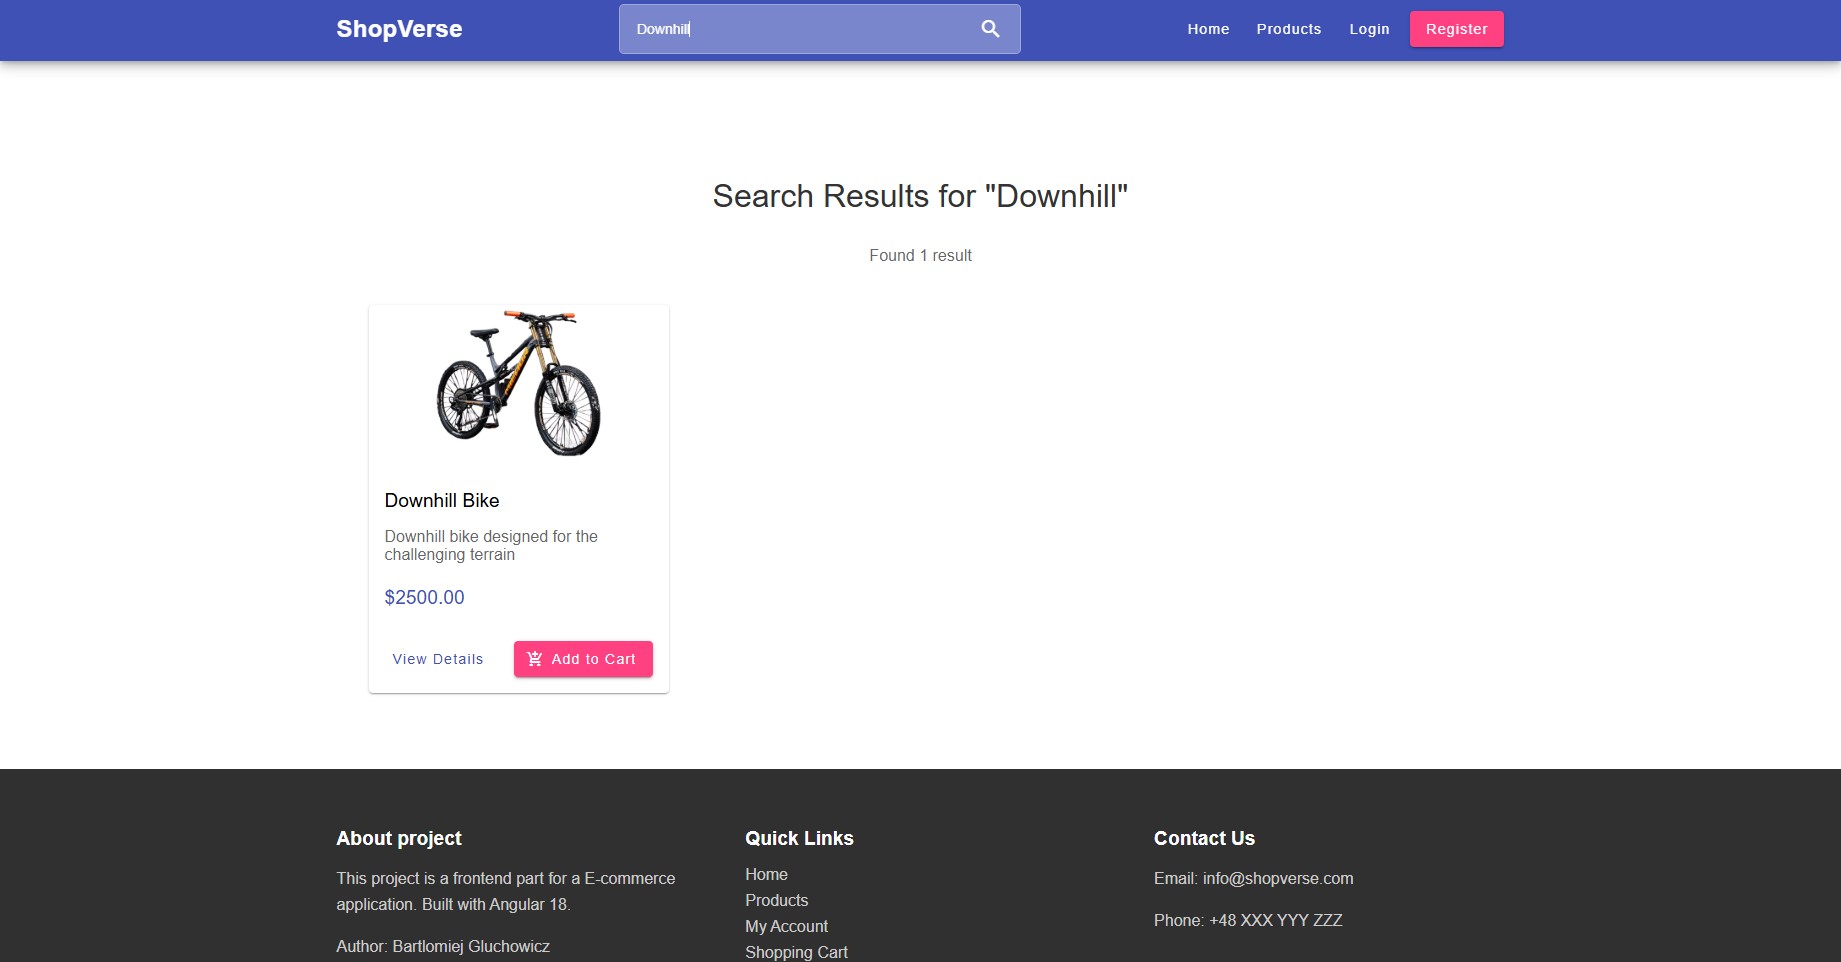 ShopVerse
Downhill
Home
Products
Login
Register
Search Results for "Downhill"
Found 1 result
Downhill Bike
Downhill bike designed for the
challenging terrain
$2500.00
View Details
Add to Cart
About project
This project is a frontend part for a E-commerce
application. Built with Angular 18.
Author: Bartlomiej Gluchowicz
Quick Links
Home
Products
My Account
Shopping Cart
Contact Us
Email: info@shopverse.com
Phone: +48 XXX YYY ZZZ